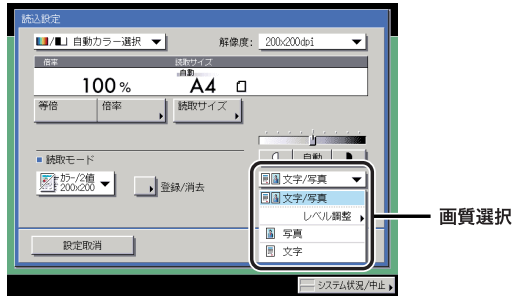 読込設定
自動カラー選択
解像度: 200x200dpi
倍率
読取サイズ
100%
自動
A4
等倍
倍率
読取サイズ
自動
読取モード
カラー/2値
200x200
登録/消去
文字/写真
文字/写真
レベル調整
写真
文字
画質選択
設定取消
システム状況/中止